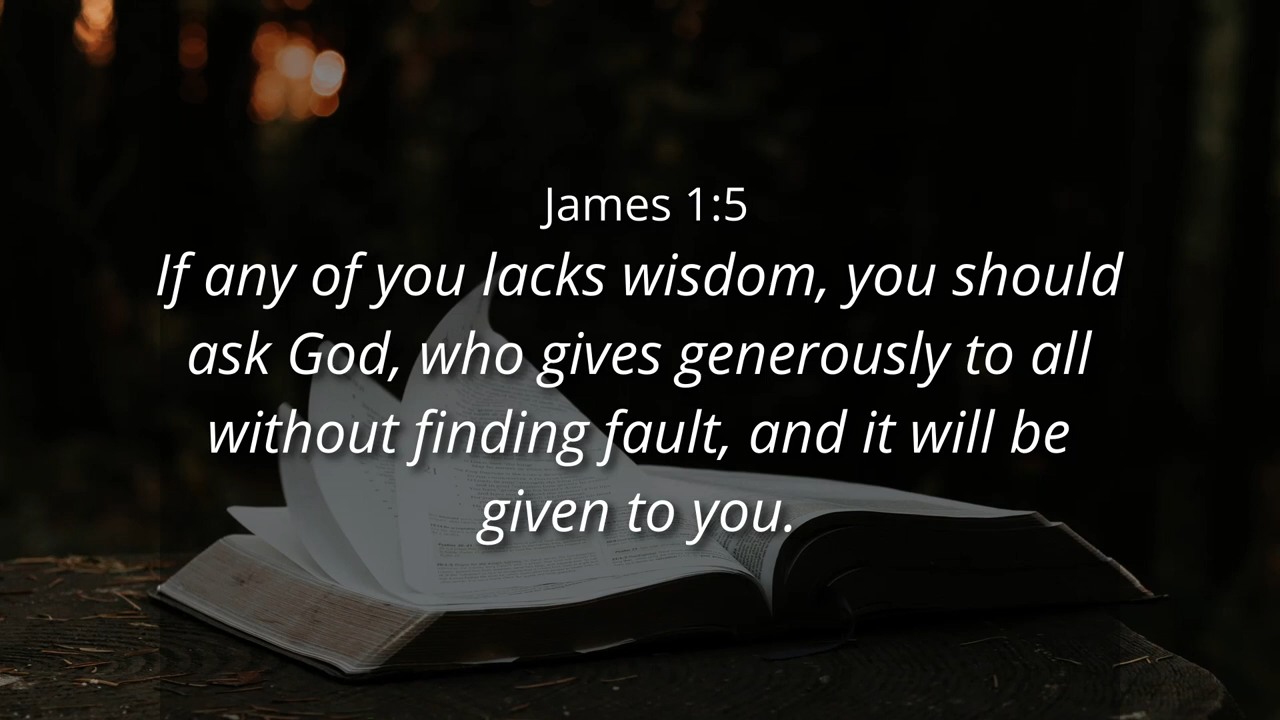 James 1:5
If any of you lacks wisdom, you should
ask God, who gives generously to all
without finding fault, and it will be
given to you.